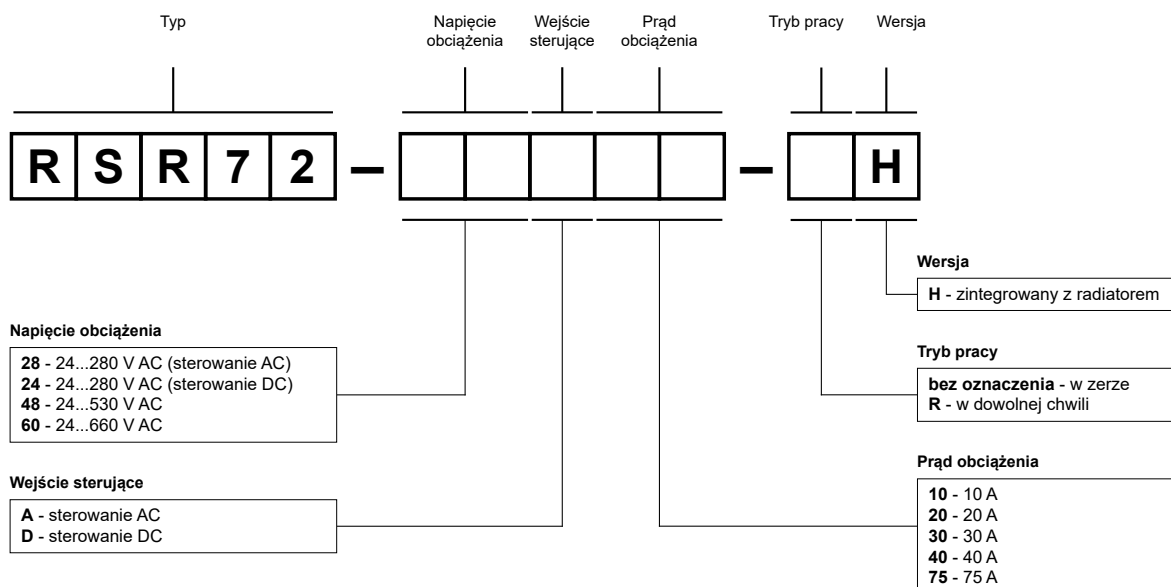 Typ
Napięcie
obciążenia
Wejście
sterujące
Prąd
obciążenia
Tryb pracy
Wersja
R S R 7 2 – – H
Wersja
H - zintegrowany z radiatorem
Napięcie obciążenia
28 - 24...280 V AC (sterowanie AC)
24 - 24...280 V AC (sterowanie DC)
48 - 24...530 V AC
60 - 24...660 V AC
Tryb pracy
bez oznaczenia - w zerze
R - w dowolnej chwili
Wejście sterujące
A - sterowanie AC
D - sterowanie DC
Prąd obciążenia
10 - 10 A
20 - 20 A
30 - 30 A
40 - 40 A
75 - 75 A